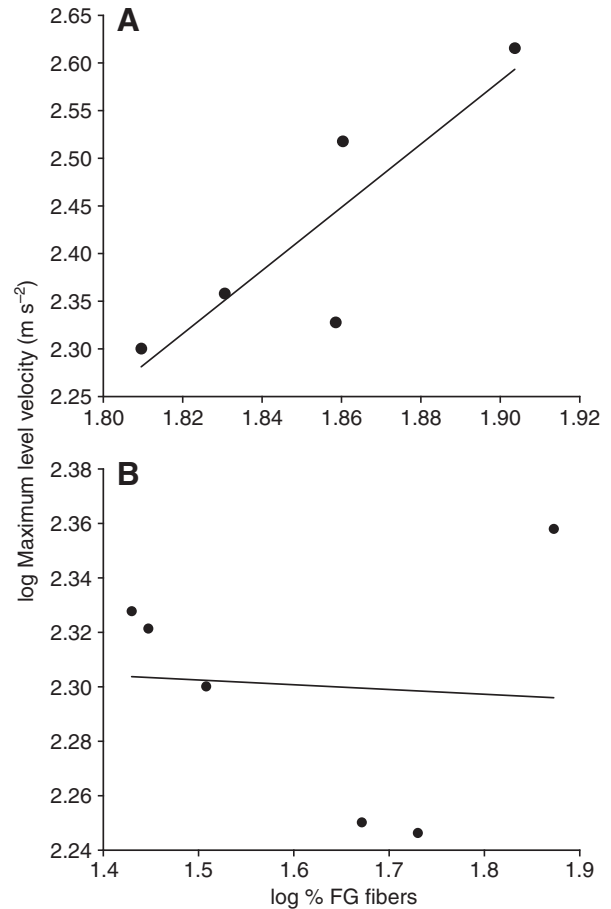 A
2.65
2.60
2.55
2.50
2.45
2.40
2.35
2.30
2.25
1.80 1.82 1.84 1.86 1.88 1.90 1.92
log Maximum level velocity (m s⁻²)
B
2.38
2.36
2.34
2.32
2.30
2.28
2.26
2.24
1.4 1.5 1.6 1.7 1.8 1.9
log % FG fibers